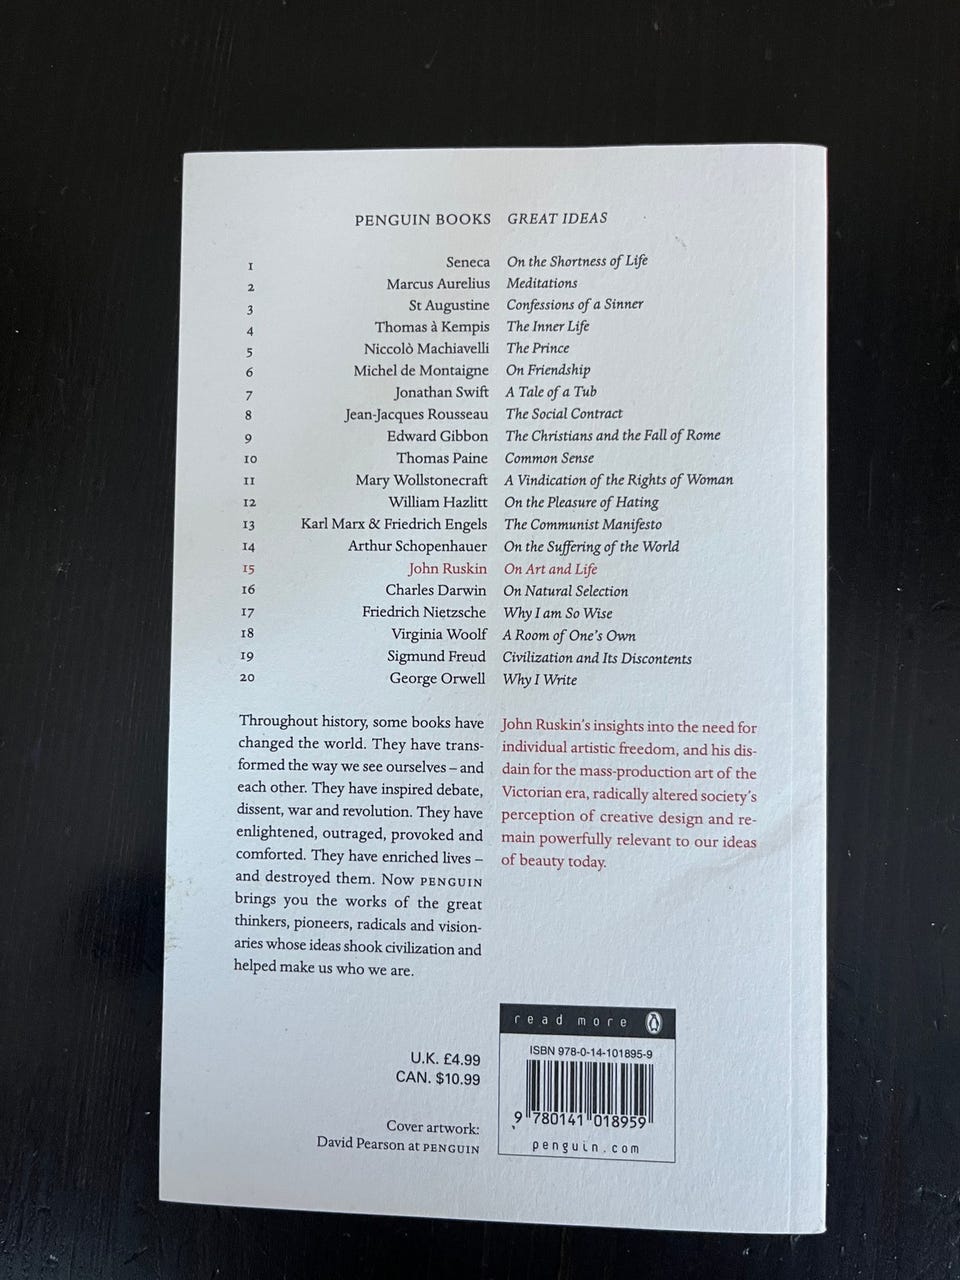 PENGUIN BOOKS GREAT IDEAS
1 Seneca On the Shortness of Life
2 Marcus Aurelius Meditations
3 St Augustine Confessions of a Sinner
4 Thomas à Kempis The Inner Life
5 Niccolò Machiavelli The Prince
6 Michel de Montaigne On Friendship
7 Jonathan Swift A Tale of a Tub
8 Jean-Jacques Rousseau The Social Contract
9 Edward Gibbon The Christians and the Fall of Rome
10 Thomas Paine Common Sense
11 Mary Wollstonecraft A Vindication of the Rights of Woman
12 William Hazlitt On the Pleasure of Hating
13 Karl Marx & Friedrich Engels The Communist Manifesto
14 Arthur Schopenhauer On the Suffering of the World
15 John Ruskin On Art and Life
16 Charles Darwin On Natural Selection
17 Friedrich Nietzsche Why I am So Wise
18 Virginia Woolf A Room of One's Own
19 Sigmund Freud Civilization and Its Discontents
20 George Orwell Why I Write
Throughout history, some books have
changed the world. They have trans-
formed the way we see ourselves – and
each other. They have inspired debate,
dissent, war and revolution. They have
enlightened, outraged, provoked and
comforted. They have enriched lives –
and destroyed them. Now PENGUIN
brings you the works of the great
thinkers, pioneers, radicals and vision-
aries whose ideas shook civilization and
helped make us who we are.
John Ruskin's insights into the need for
individual artistic freedom, and his dis-
dain for the mass-production art of the
Victorian era, radically altered society's
perception of creative design and re-
main powerfully relevant to our ideas
of beauty today.
U.K. £4.99
CAN. $10.99
Cover artwork:
David Pearson at PENGUIN
read more
ISBN 978-0-14-101895-9
9 780141 018959
penguin.com